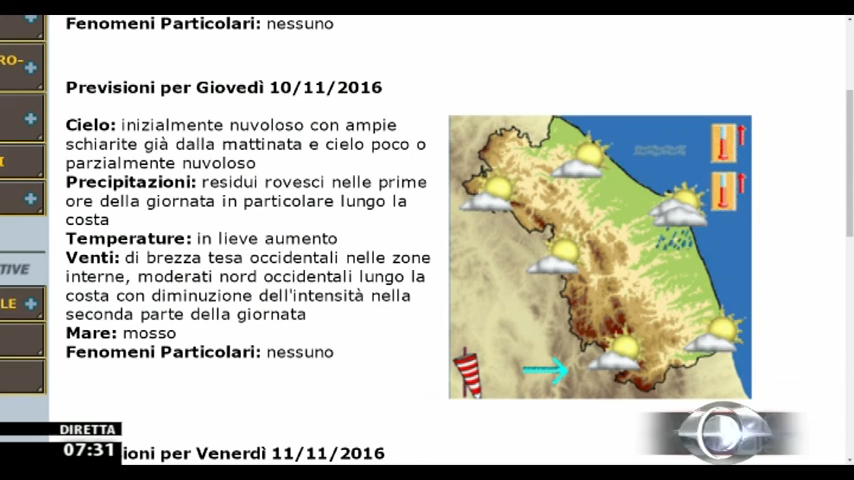 Fenomeni Particolari: nessuno
RO-
Previsioni per Giovedì 10/11/2016
Cielo: inizialmente nuvoloso con ampie
schiarite già dalla mattinata e cielo poco o
parzialmente nuvoloso
Precipitazioni: residui rovesci nelle prime
ore della giornata in particolare lungo la
costa
Temperature: in lieve aumento
Venti: di brezza tesa occidentali nelle zone
interne, moderati nord occidentali lungo la
costa con diminuzione dell'intensità nella
seconda parte della giornata
Mare: mosso
Fenomeni Particolari: nessuno
I
TIVE
LE
DIRETTA
07:31
ioni per Venerdì 11/11/2016